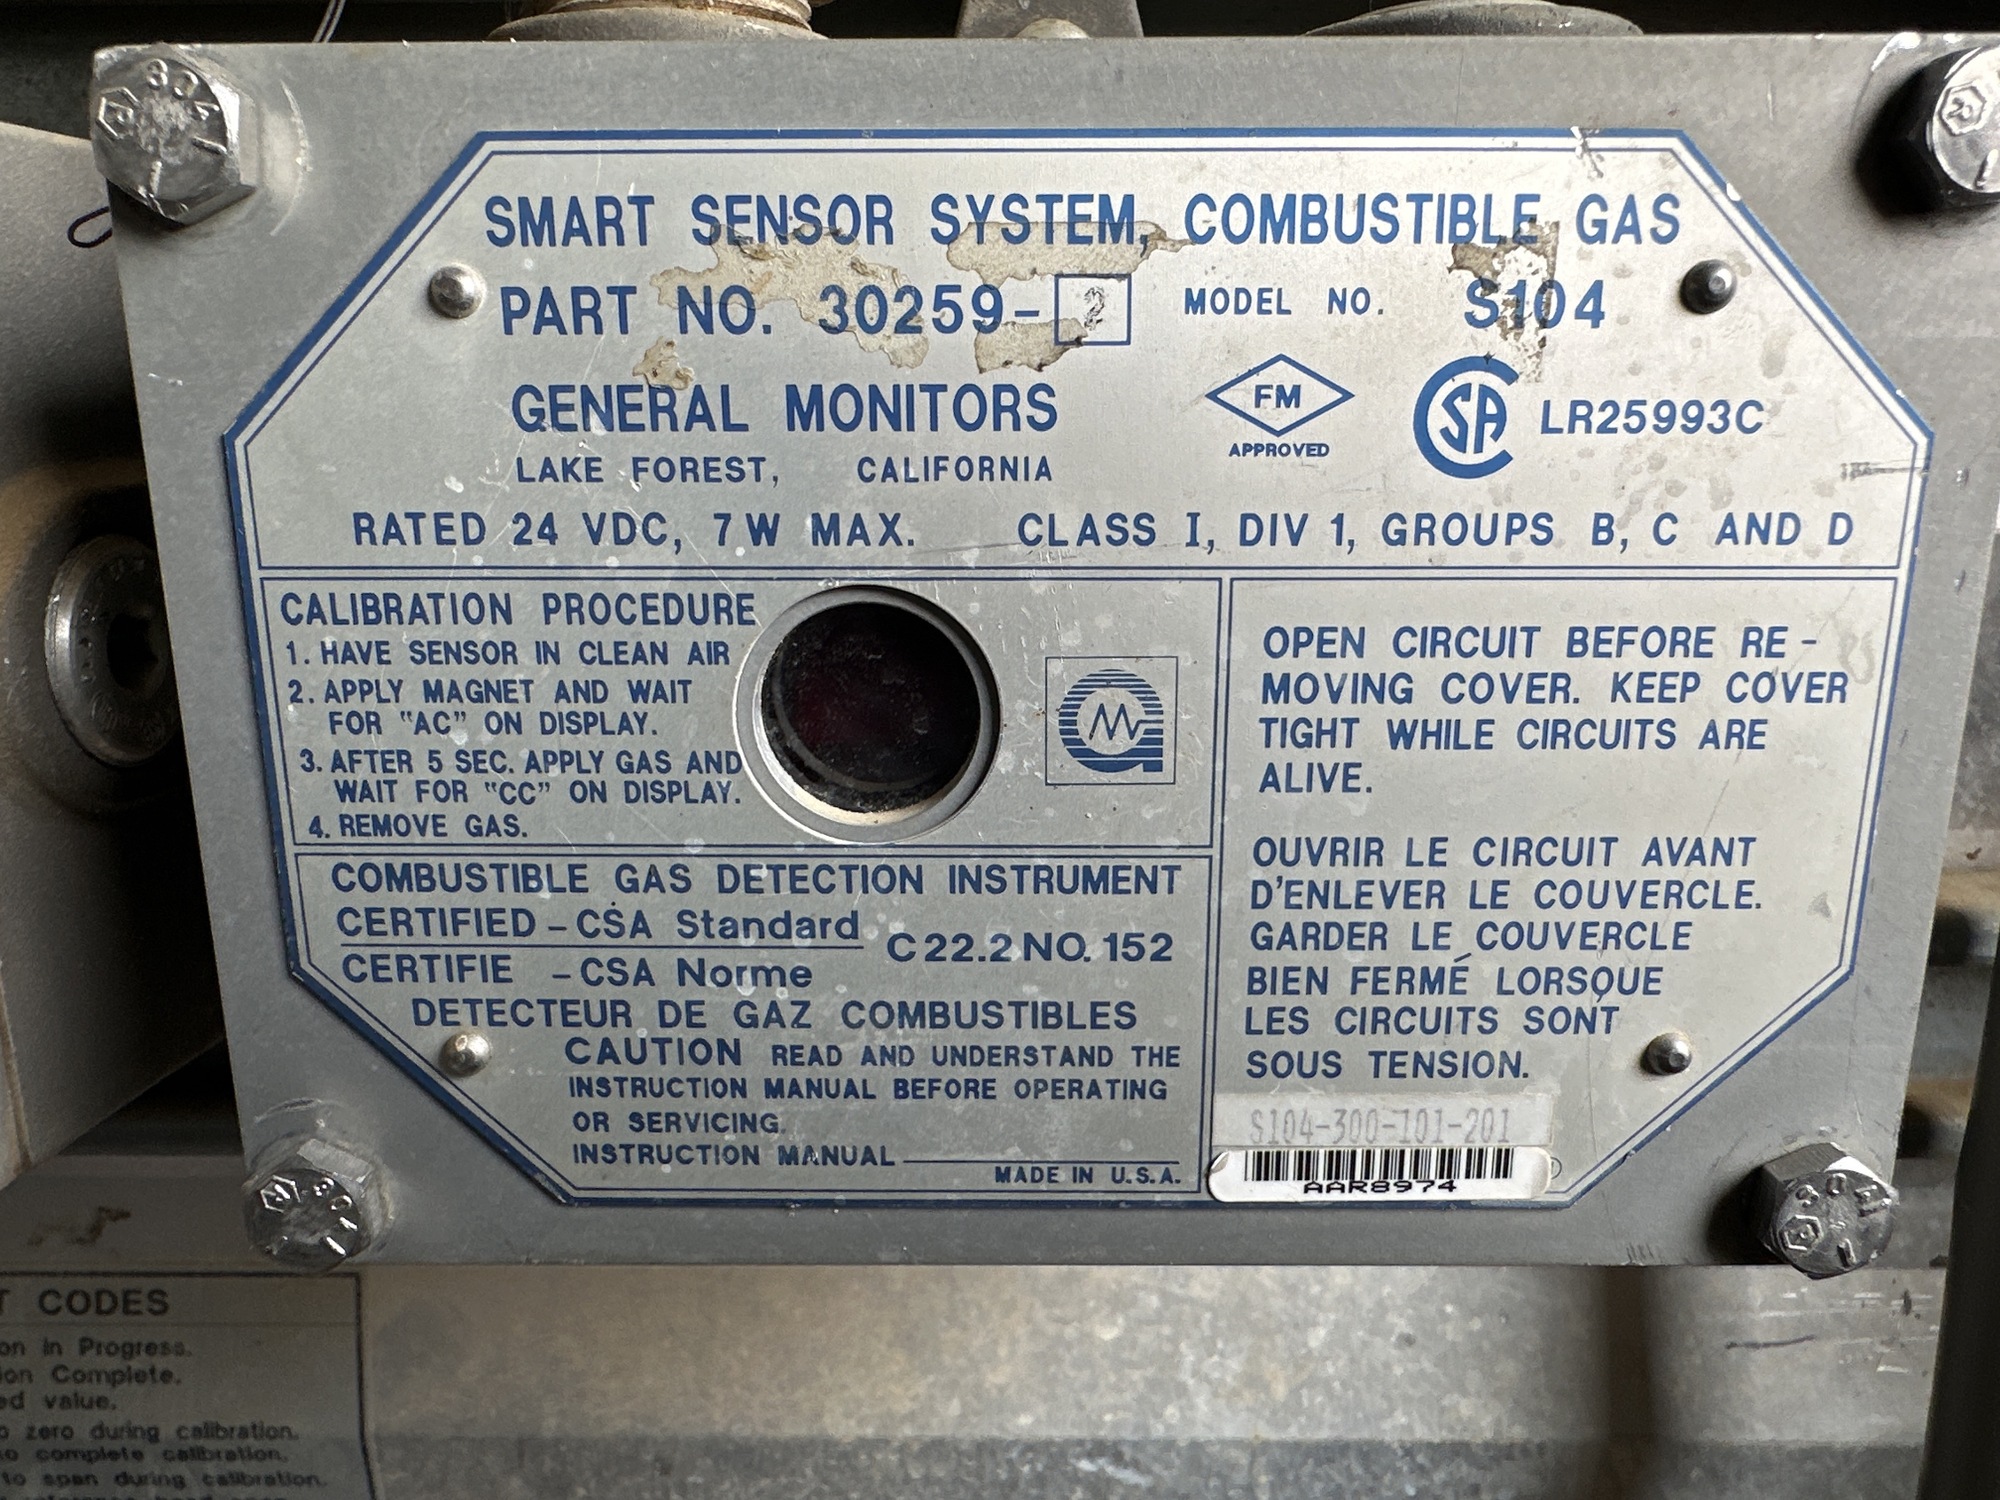 SMART SENSOR SYSTEM, COMBUSTIBLE GAS
PART NO. 30259-2 MODEL NO. S104
GENERAL MONITORS
LAKE FOREST, CALIFORNIA
FM
APPROVED
CSA LR25993C
RATED 24 VDC, 7W MAX. CLASS I, DIV 1, GROUPS B, C AND D
CALIBRATION PROCEDURE
1. HAVE SENSOR IN CLEAN AIR
2. APPLY MAGNET AND WAIT
FOR "AC" ON DISPLAY.
3. AFTER 5 SEC. APPLY GAS AND
WAIT FOR "CC" ON DISPLAY.
4. REMOVE GAS.
COMBUSTIBLE GAS DETECTION INSTRUMENT
CERTIFIED - CSA Standard
C22.2 NO. 152
CERTIFIE - CSA Norme
DETECTEUR DE GAZ COMBUSTIBLES
CAUTION READ AND UNDERSTAND THE
INSTRUCTION MANUAL BEFORE OPERATING
OR SERVICING.
INSTRUCTION MANUAL
MADE IN U.S.A.
OPEN CIRCUIT BEFORE RE-
MOVING COVER. KEEP COVER
TIGHT WHILE CIRCUITS ARE
ALIVE.
OUVRIR LE CIRCUIT AVANT
D'ENLEVER LE COUVERCLE.
GARDER LE COUVERCLE
BIEN FERMÉ LORSQUE
LES CIRCUITS SONT
SOUS TENSION.
S104-300-101-201
AAR8974
T CODES
on in Progress.
ion Complete.
ed value.
o zero during calibration.
to complete calibration.
to span during calibration.